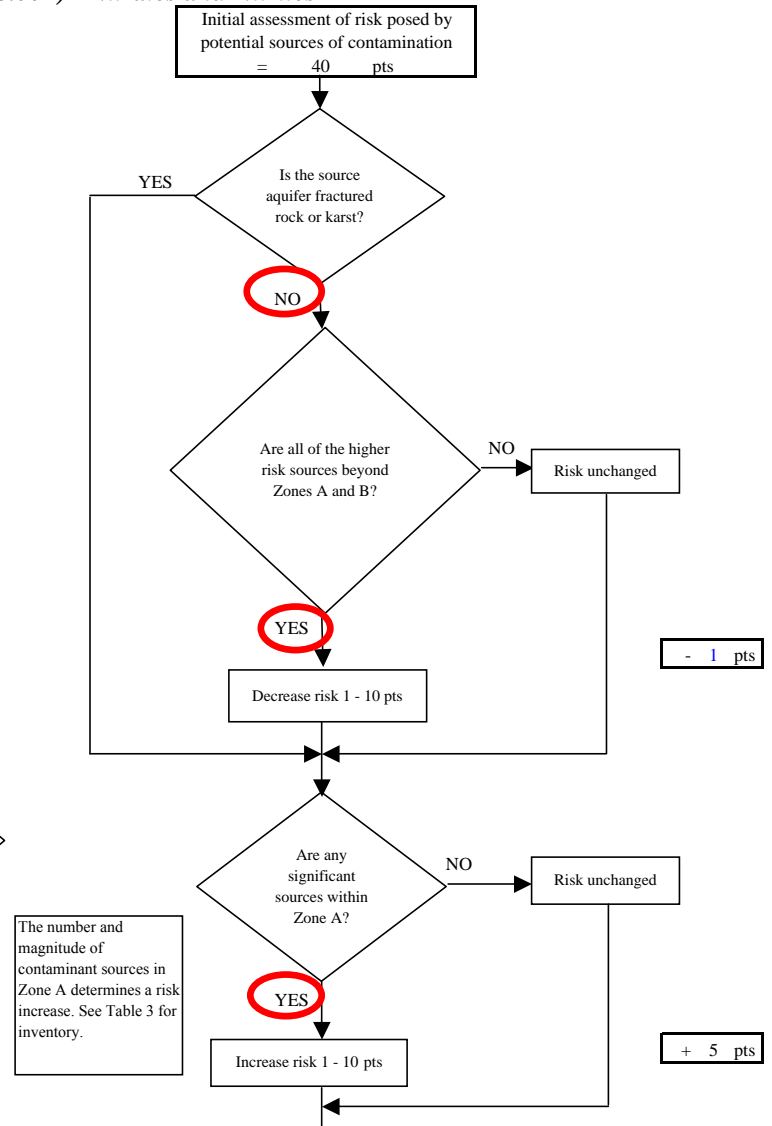 Initial assessment of risk posed by
potential sources of contamination
= 40 pts
Is the source
aquifer fractured
rock or karst?
YES
NO
Are all of the higher
risk sources beyond
Zones A and B?
NO
Risk unchanged
YES
- 1 pts
Decrease risk 1 - 10 pts
Are any
significant
sources within
Zone A?
NO
Risk unchanged
The number and
magnitude of
contaminant sources in
Zone A determines a risk
increase. See Table 3 for
inventory.
YES
+ 5 pts
Increase risk 1 - 10 pts